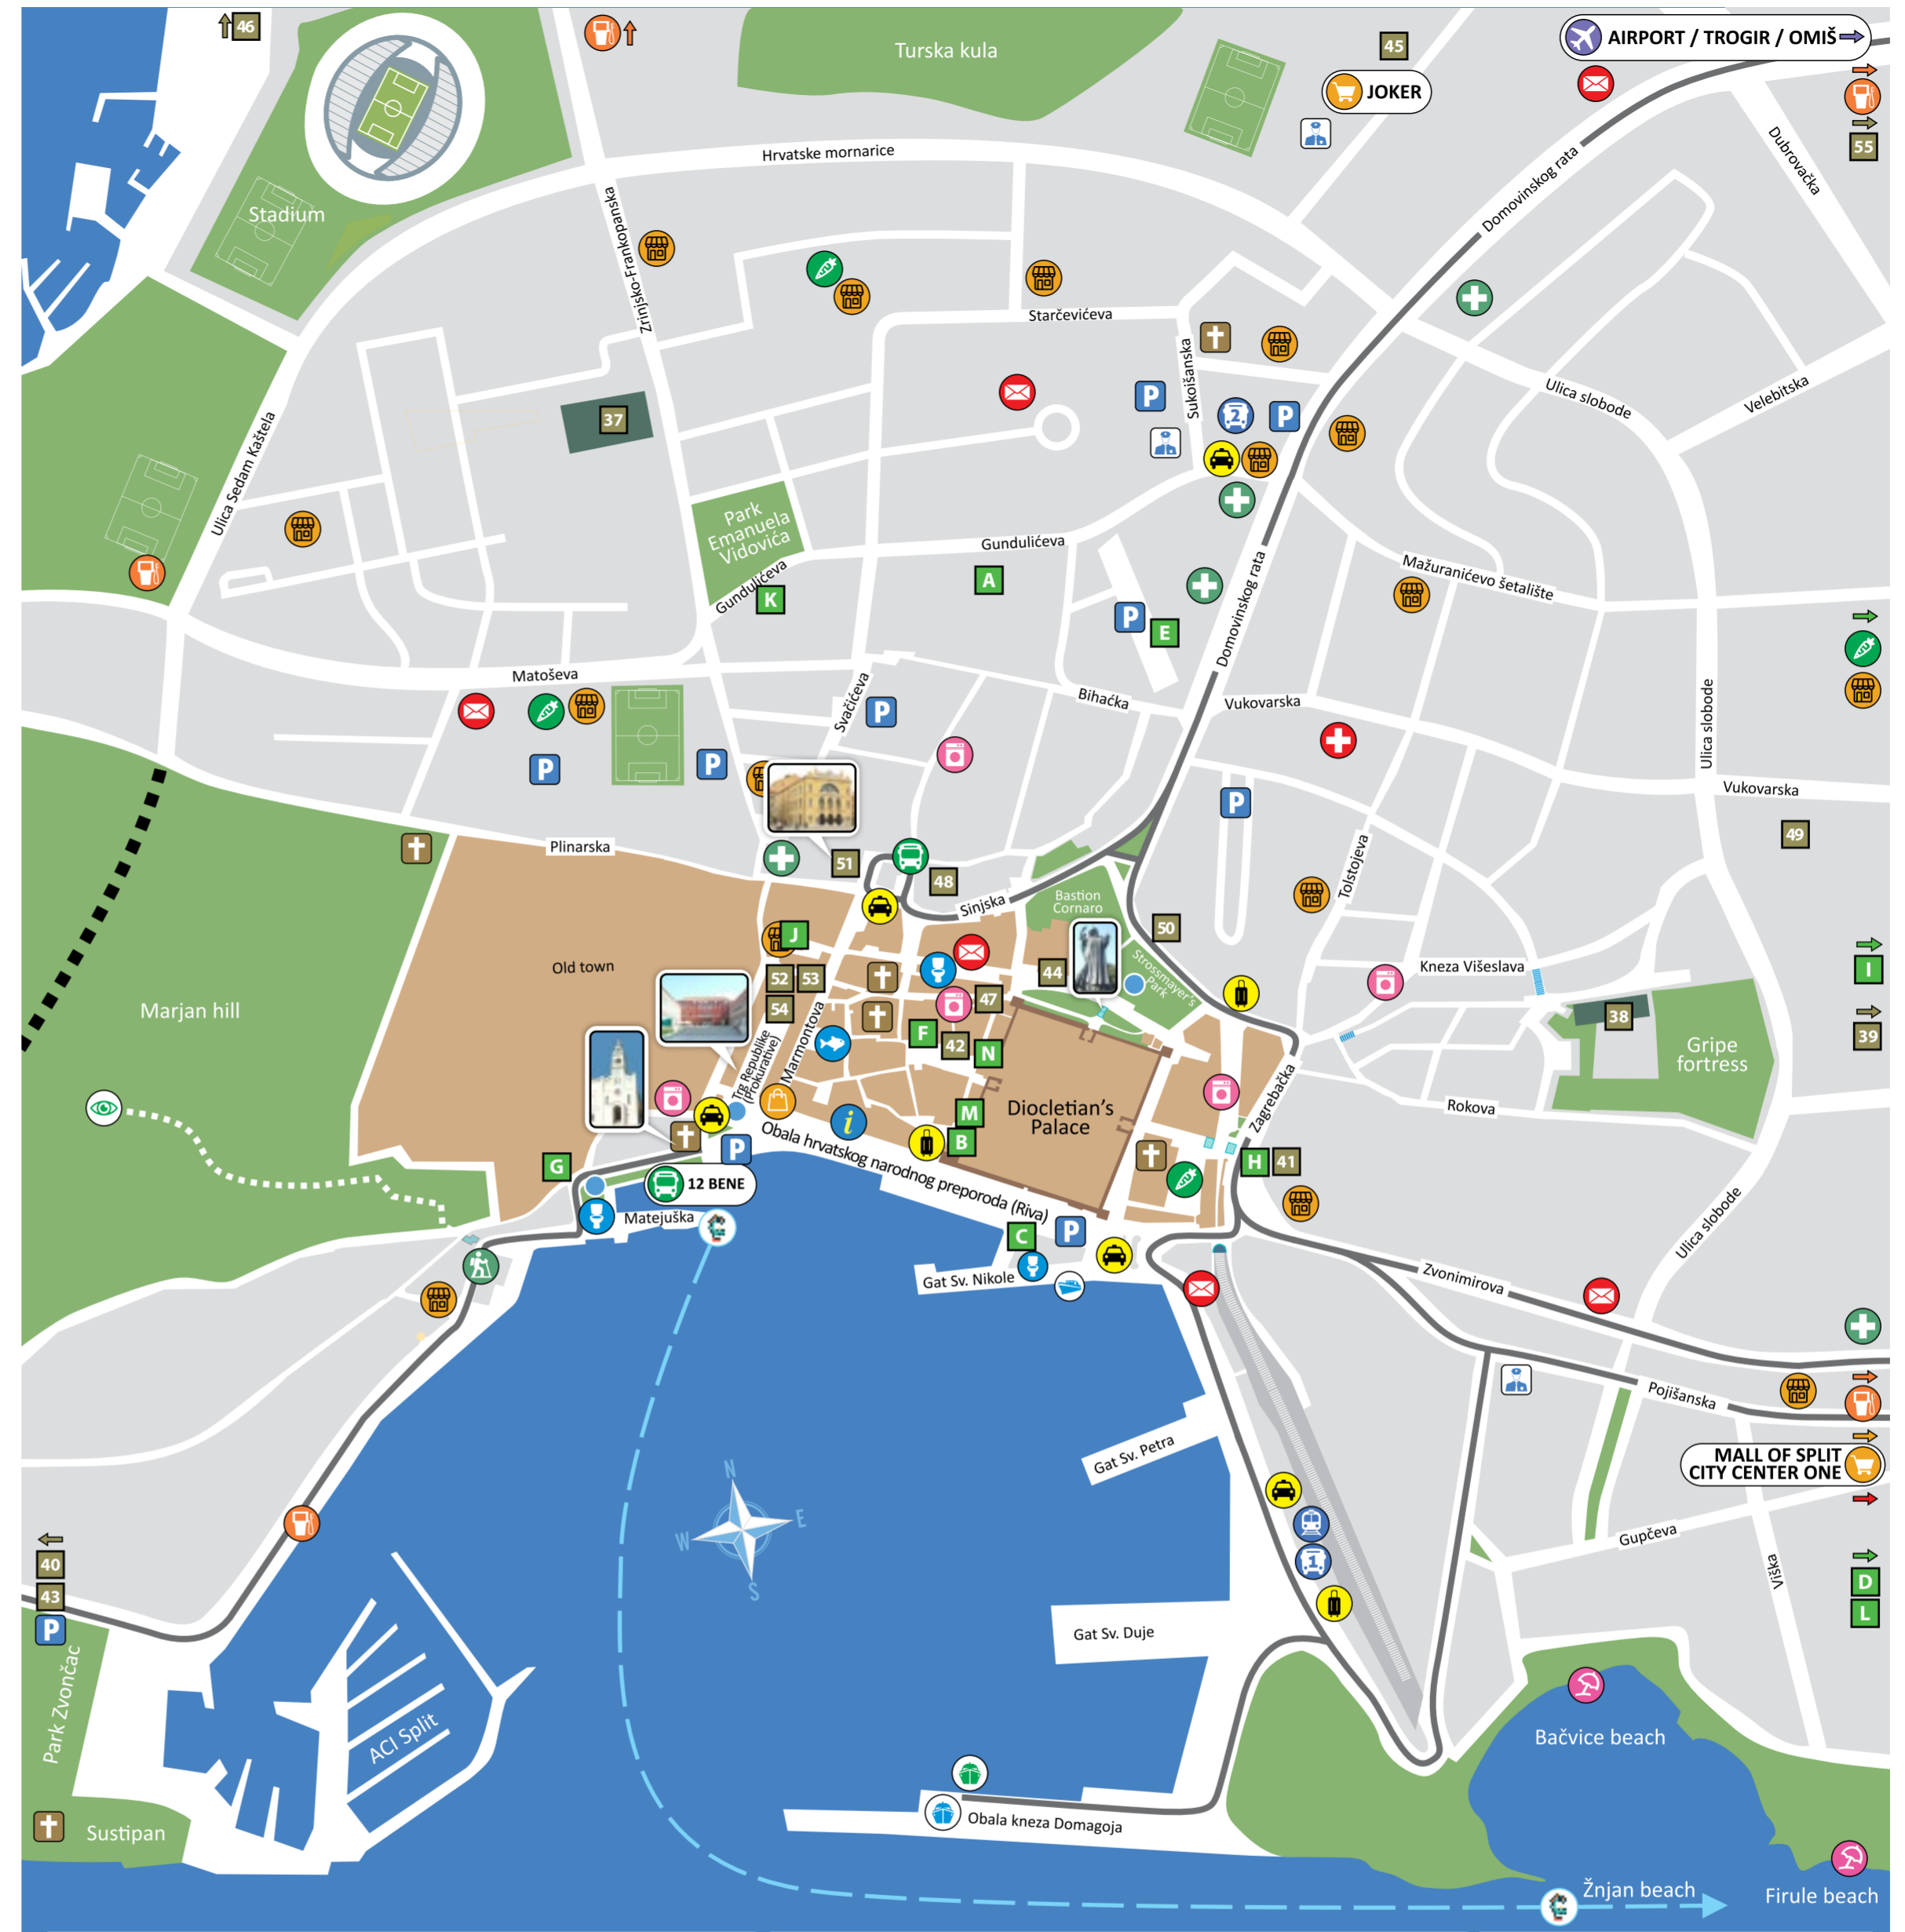 46
Turska kula
45
AIRPORT / TROGIR / OMIŠ
JOKER
55
Dubrovačka
Hrvatske mornarice
Domovinskog rata
Stadium
Zrinjsko-Frankopanska
Starčevićeva
Sukoišanska
Ulica slobode
Velebitska
P
2
P
37
Ulica Sedam Kaštela
Park
Emanuela
Vidovića
Gundulićeva
Gundulićeva
K
A
P
E
Domovinskog rata
Mažuranićevo šetalište
Matoševa
Svačićeva
P
Bihaćka
Vukovarska
Ulica slobode
P
P
P
Vukovarska
49
Plinarska
51
48
Tolstojeva
Sinjska
Bastion
Cornaro
50
J
Old town
52
53
54
44
Strossmayer's
Park
Kneza Višeslava
I
47
Marjan hill
Marmontova
Trg Republike
(Prokurative)
F
42
N
38
39
Gripe
fortress
Zagrebačka
Rokova
M
B
Diocletian's
Palace
i
Obala hrvatskog narodnog preporoda (Riva)
P
G
12 BENE
H
41
Matejuška
C
P
Gat Sv. Nikole
Ulica slobode
Zvonimirova
Pojišanska
Gat Sv. Petra
MALL OF SPLIT
CITY CENTER ONE
N
E
W
S
1
Gupčeva
Viška
40
43
P
D
L
Gat Sv. Duje
Park Zvončac
ACI Split
Bačvice beach
Sustipan
Obala kneza Domagoja
Žnjan beach
Firule beach